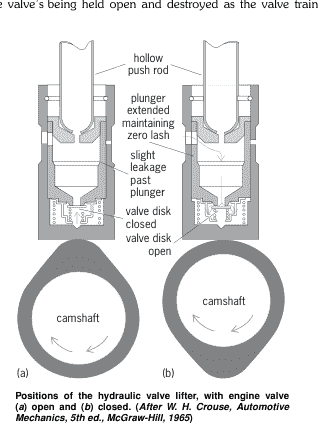 e valve's being held open and destroyed as the valve train
hollow
push rod
plunger
extended
maintaining
zero lash
slight
leakage
past
plunger
valve disk
closed
valve disk
open
camshaft
camshaft
(a)
(b)
Positions of the hydraulic valve lifter, with engine valve
(a) open and (b) closed. (After W. H. Crouse, Automotive
Mechanics, 5th ed., McGraw-Hill, 1965)